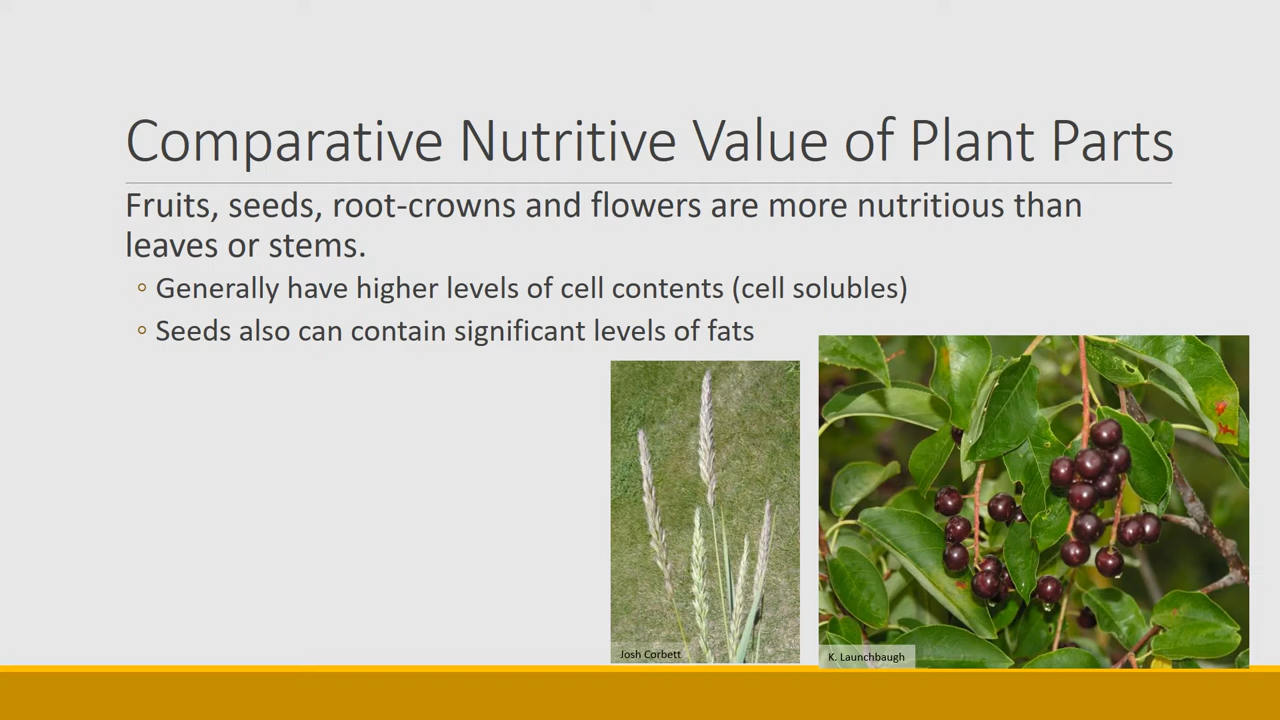 Comparative Nutritive Value of Plant Parts
Fruits, seeds, root-crowns and flowers are more nutritious than
leaves or stems.
◦ Generally have higher levels of cell contents (cell solubles)
◦ Seeds also can contain significant levels of fats
Josh Corbett
K. Launchbaugh